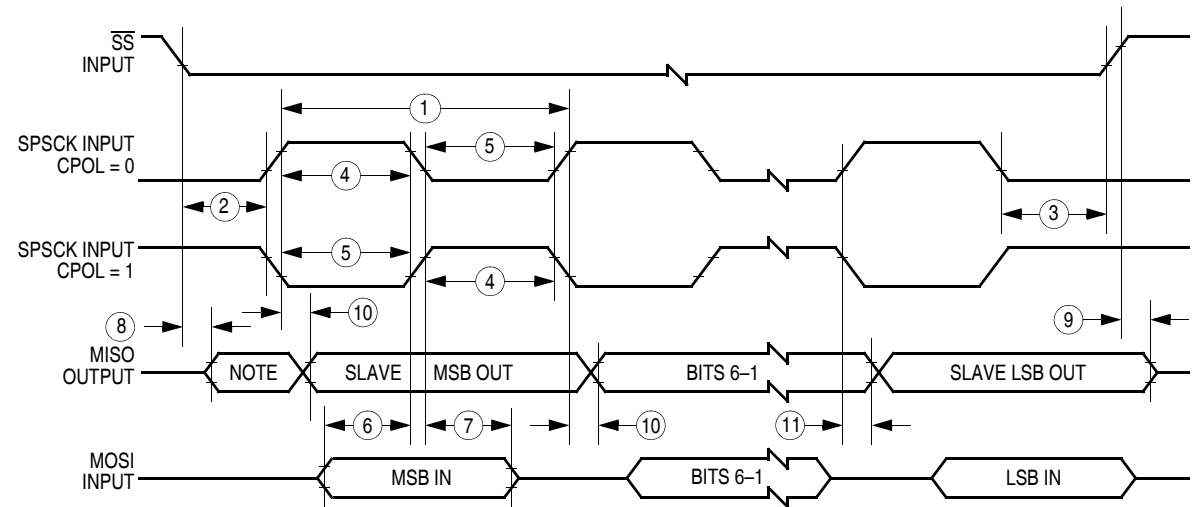 SS
INPUT
1
SPSCK INPUT
CPOL = 0
5
4
2
3
SPSCK INPUT
CPOL = 1
5
4
8
10
9
MISO
OUTPUT
NOTE
SLAVE
MSB OUT
BITS 6–1
SLAVE LSB OUT
6
7
10
11
MOSI
INPUT
MSB IN
BITS 6–1
LSB IN